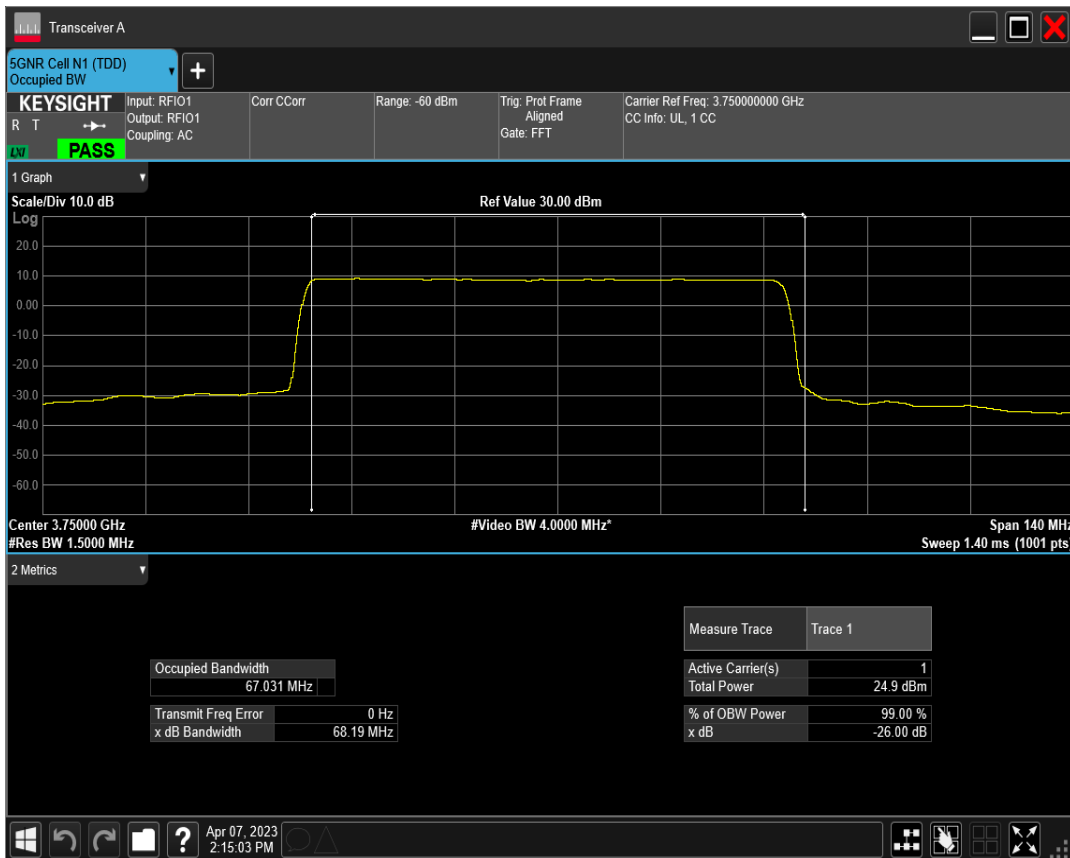 Transceiver A
5GNR Cell N1 (TDD)
Occupied BW
+
KEYSIGHT
R T
LXI
PASS
Input: RFIO1
Output: RFIO1
Coupling: AC
Corr CCorr
Range: -60 dBm
Trig: Prot Frame
Aligned
Gate: FFT
Carrier Ref Freq: 3.750000000 GHz
CC Info: UL, 1 CC
1 Graph
Scale/Div 10.0 dB
Ref Value 30.00 dBm
Log
20.0
10.0
0.00
-10.0
-20.0
-30.0
-40.0
-50.0
-60.0
Center 3.75000 GHz
#Video BW 4.0000 MHz*
Span 140 MHz
#Res BW 1.5000 MHz
Sweep 1.40 ms (1001 pts)
2 Metrics
Measure Trace Trace 1
Occupied Bandwidth
67.031 MHz
Active Carrier(s) 1
Total Power 24.9 dBm
Transmit Freq Error 0 Hz
x dB Bandwidth 68.19 MHz
% of OBW Power 99.00 %
x dB -26.00 dB
?
Apr 07, 2023
2:15:03 PM